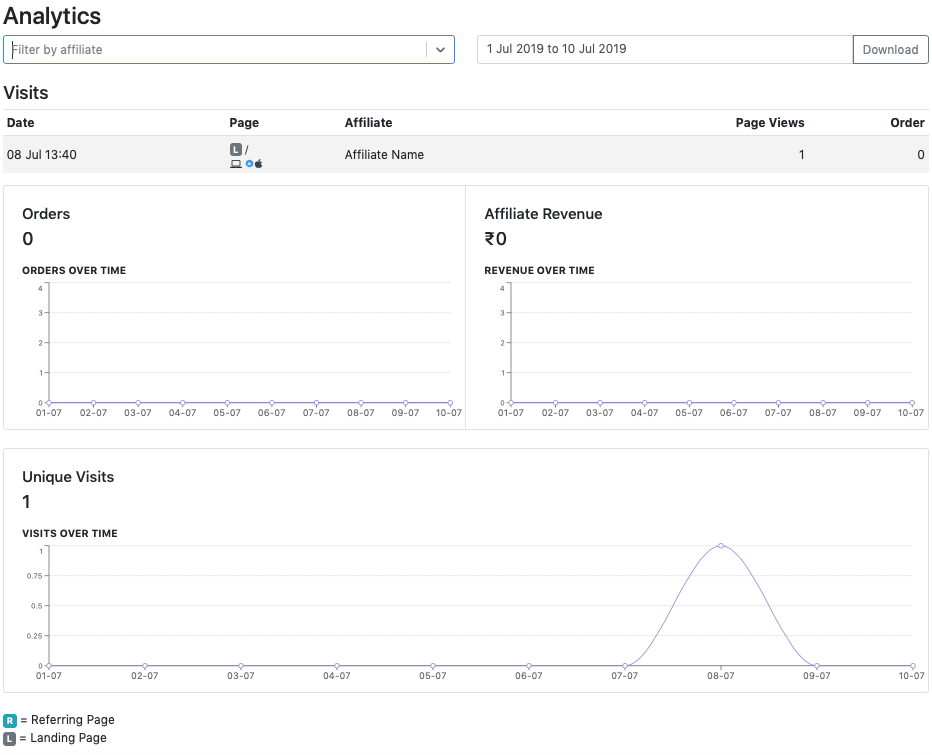 Analytics
Filter by affiliate
1 Jul 2019 to 10 Jul 2019
Download
Visits
Date Page Affiliate Page Views Order
08 Jul 13:40 L / Affiliate Name 1 0
Orders
0
ORDERS OVER TIME
4
3
2
1
0
01-07 02-07 03-07 04-07 05-07 06-07 07-07 08-07 09-07 10-07
Affiliate Revenue
₹0
REVENUE OVER TIME
4
3
2
1
0
01-07 02-07 03-07 04-07 05-07 06-07 07-07 08-07 09-07 10-07
Unique Visits
1
VISITS OVER TIME
1
0.75
0.5
0.25
0
01-07 02-07 03-07 04-07 05-07 06-07 07-07 08-07 09-07 10-07
R = Referring Page
L = Landing Page